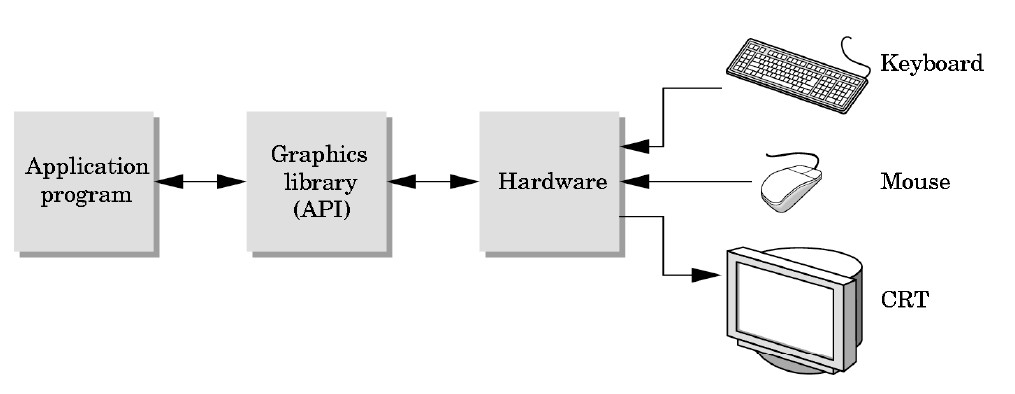 Application
program
Graphics
library
(API)
Hardware
Keyboard
Mouse
CRT